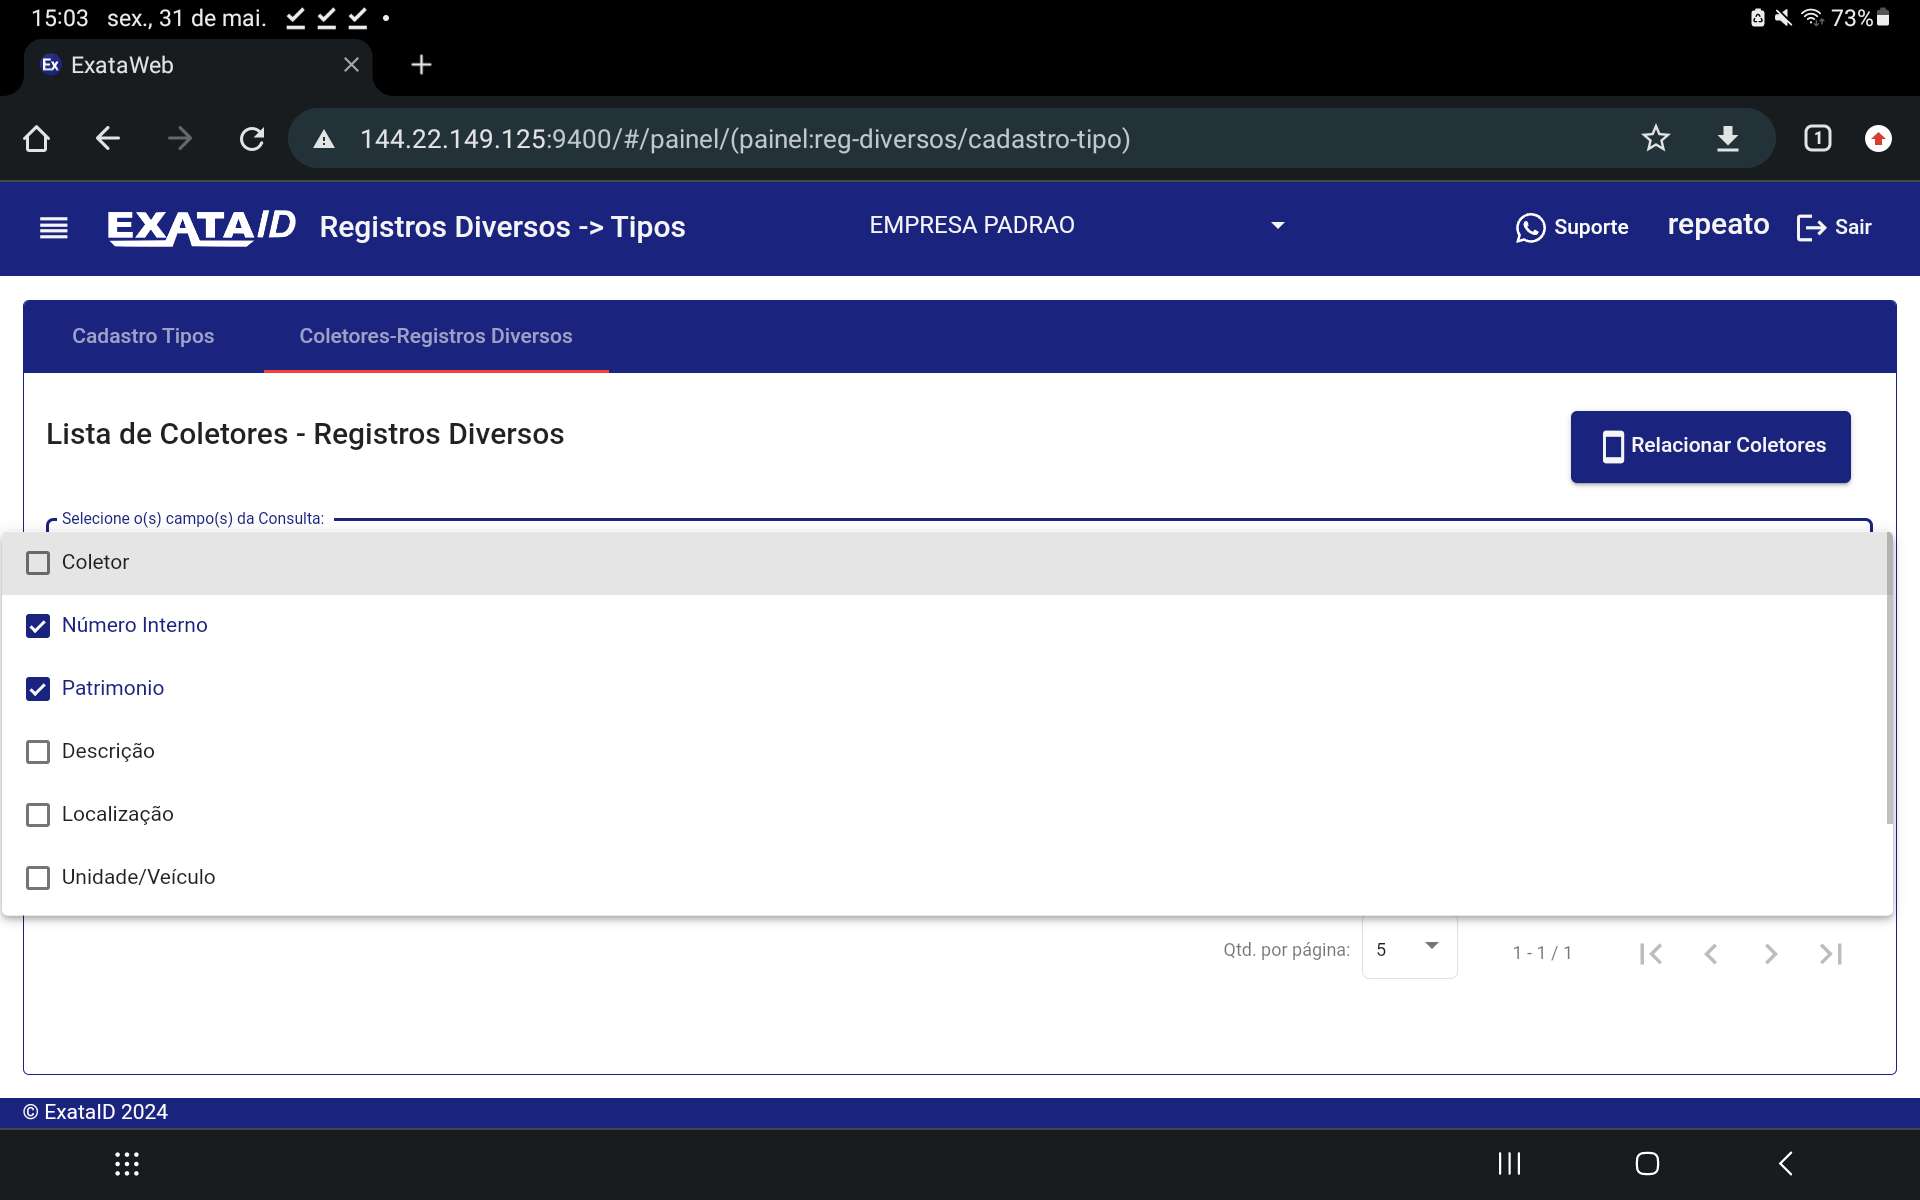 15:03 sex., 31 de mai.
73%
Ex ExataWeb
144.22.149.125:9400/#/painel/(painel:reg-diversos/cadastro-tipo)
1
EXATAID Registros Diversos -> Tipos
EMPRESA PADRAO
Suporte
repeato
Sair
Cadastro Tipos
Coletores-Registros Diversos
Lista de Coletores - Registros Diversos
Relacionar Coletores
Selecione o(s) campo(s) da Consulta:
Coletor
Número Interno
Patrimonio
Descrição
Localização
Unidade/Veículo
Qtd. por página: 5
1 - 1 / 1
© ExataID 2024